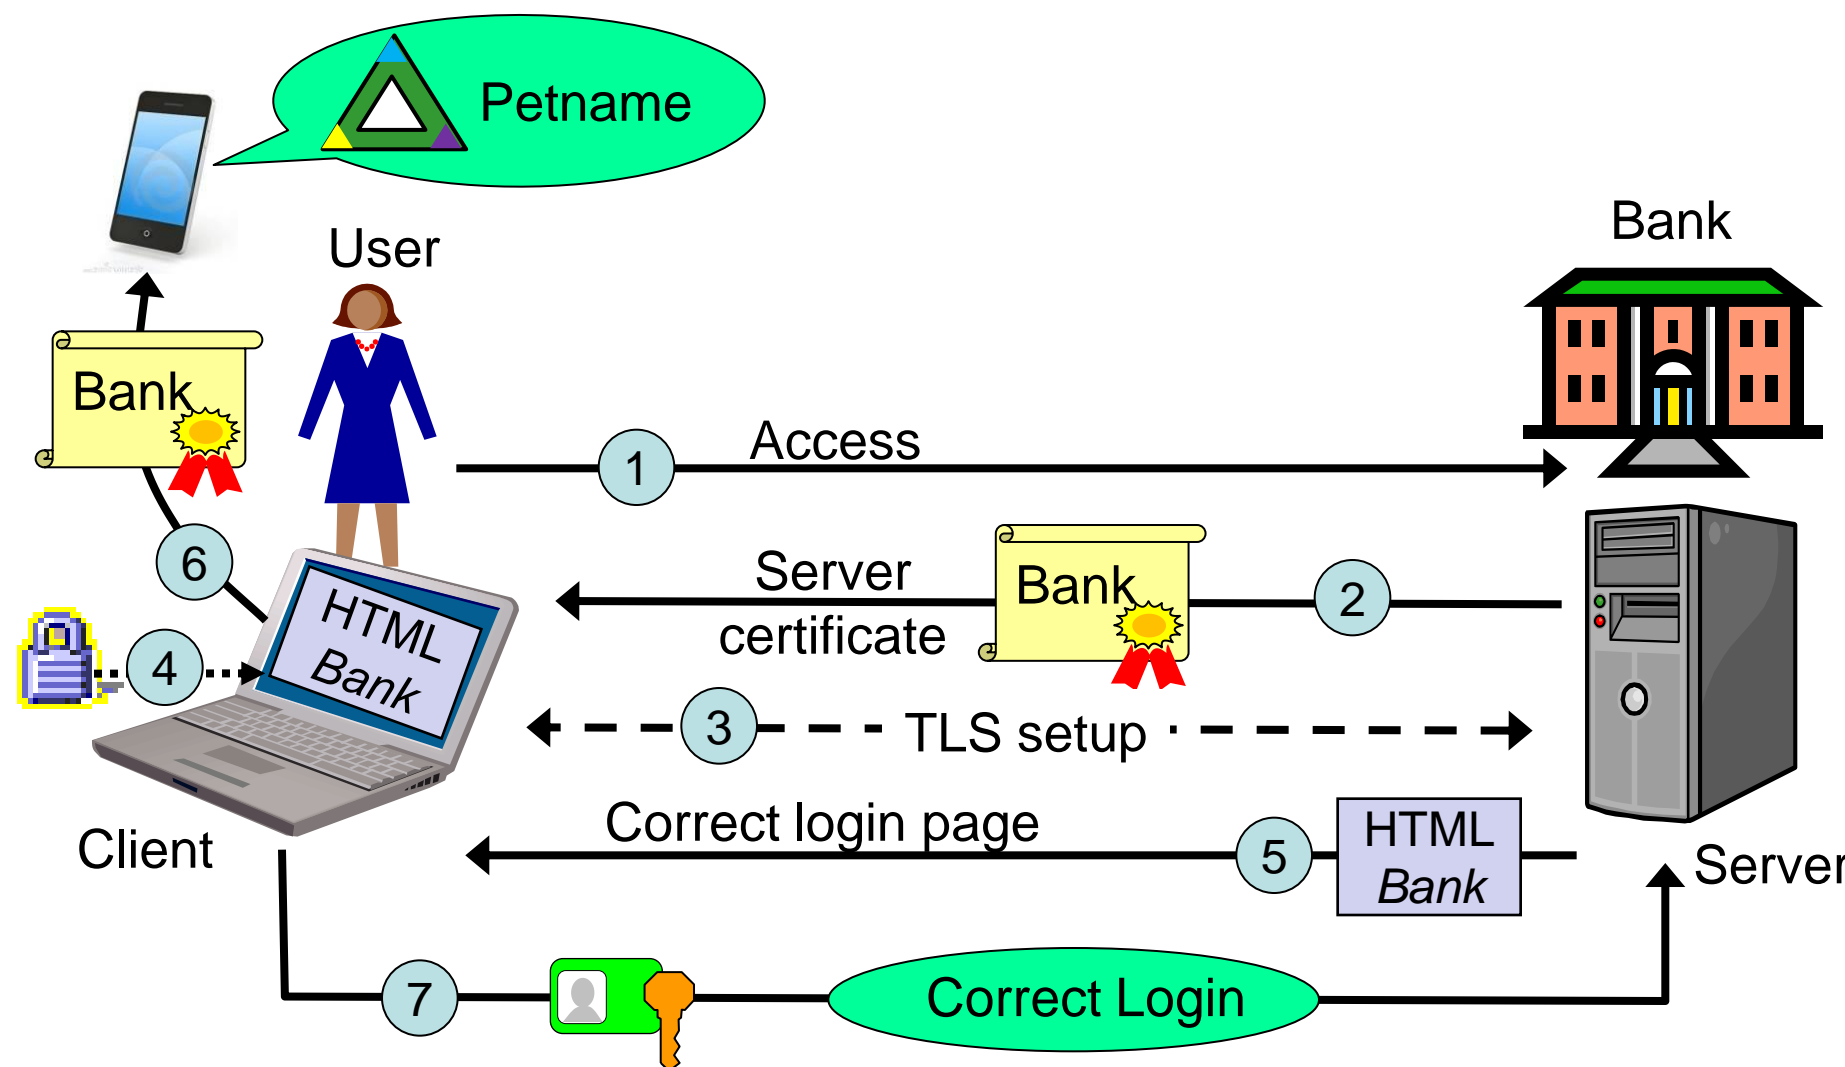 Petname
User
Bank
Bank
1
Access
6
Server
certificate
Bank
2
HTML
Bank
4
3
TLS setup
Correct login page
5
HTML
Bank
Client
Server
7
Correct Login